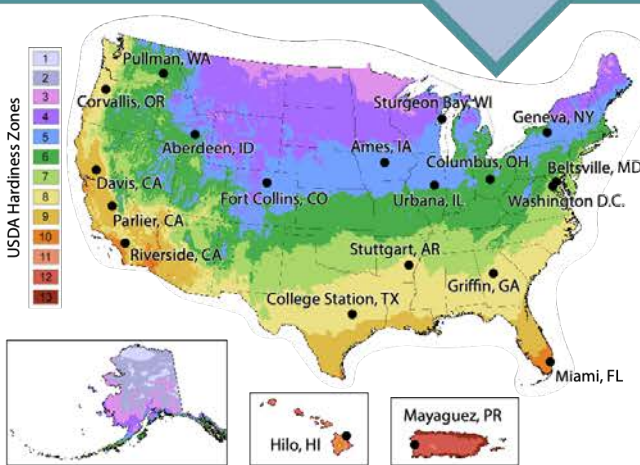 USDA Hardiness Zones
1
2
3
4
5
6
7
8
9
10
11
12
13
Pullman, WA
Corvallis, OR
Sturgeon Bay, WI
Geneva, NY
Aberdeen, ID
Ames, IA
Columbus, OH
Beltsville, MD
Davis, CA
Fort Collins, CO
Urbana, IL
Washington D.C.
Parlier, CA
Riverside, CA
Stuttgart, AR
Griffin, GA
College Station, TX
Miami, FL
Hilo, HI
Mayaguez, PR